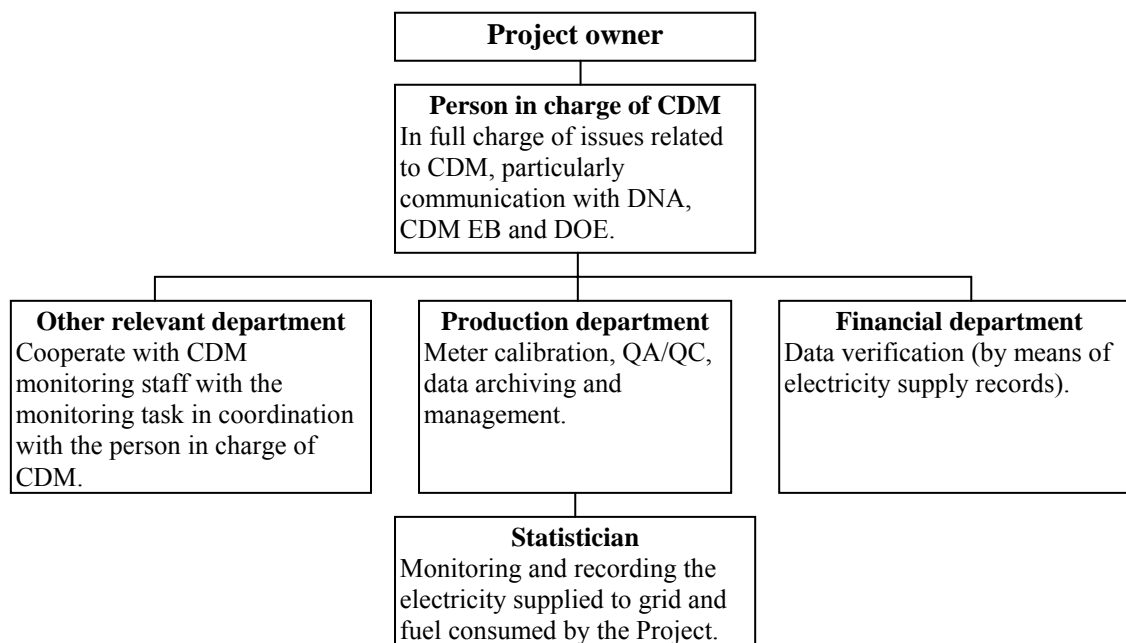 Project owner
Person in charge of CDM
In full charge of issues related
to CDM, particularly
communication with DNA,
CDM EB and DOE.
Other relevant department
Cooperate with CDM
monitoring staff with the
monitoring task in coordination
with the person in charge of
CDM.
Production department
Meter calibration, QA/QC,
data archiving and
management.
Financial department
Data verification (by means of
electricity supply records).
Statistician
Monitoring and recording the
electricity supplied to grid and
fuel consumed by the Project.